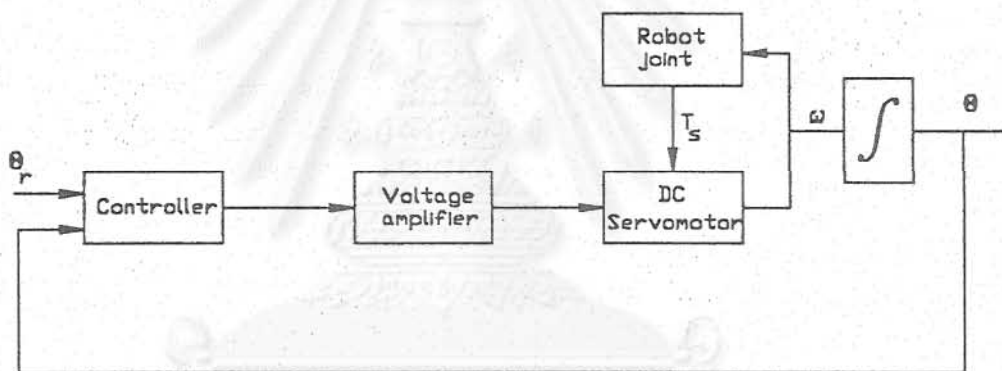 Robot
joint
T_s
ω
∫
θ
θ_r
Controller
Voltage
amplifier
DC
Servomotor